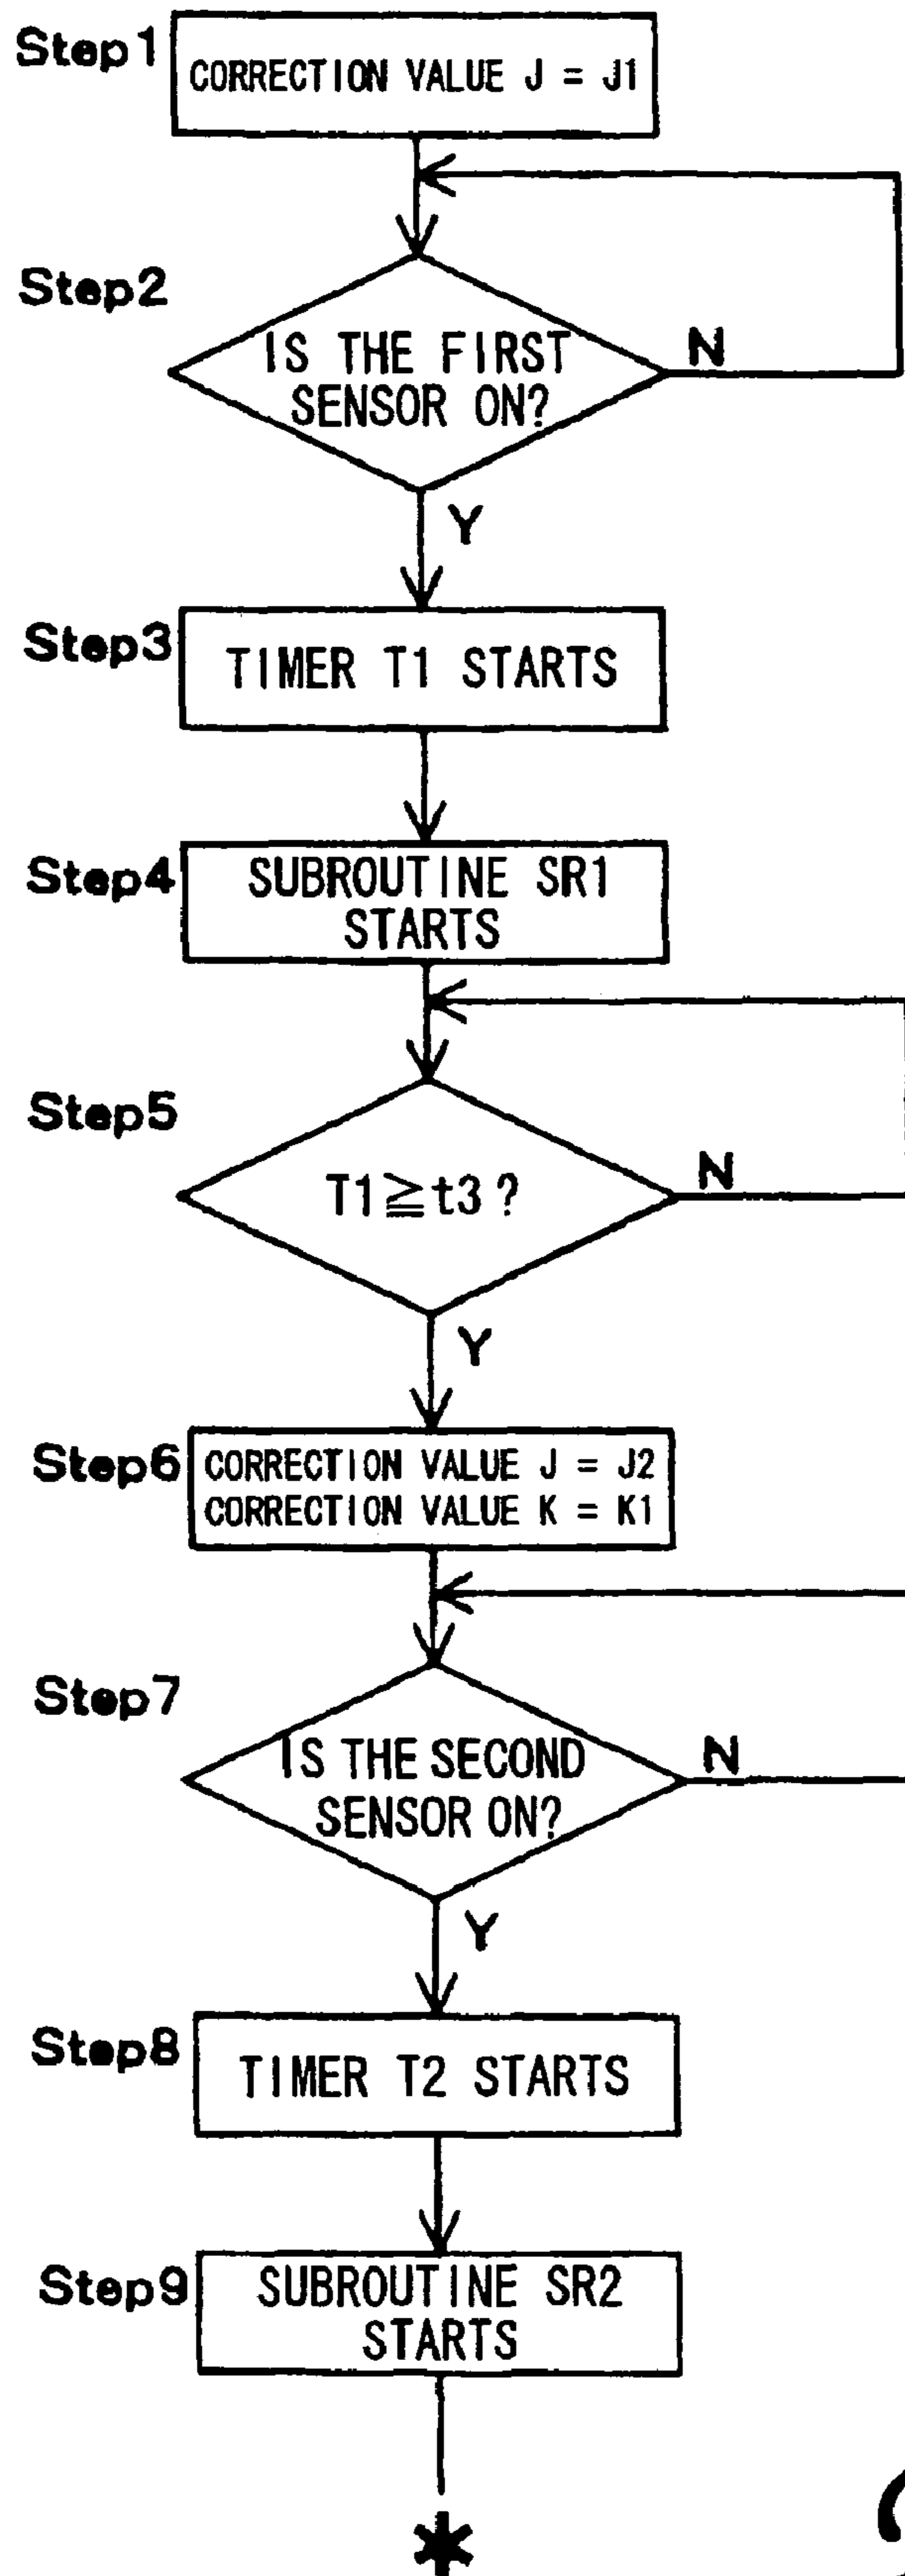 Step1
CORRECTION VALUE J = J1
Step2
IS THE FIRST
SENSOR ON?
N
Y
Step3
TIMER T1 STARTS
Step4
SUBROUTINE SR1
STARTS
Step5
T1≧t3?
N
Y
Step6
CORRECTION VALUE J = J2
CORRECTION VALUE K = K1
Step7
IS THE SECOND
SENSOR ON?
N
Y
Step8
TIMER T2 STARTS
Step9
SUBROUTINE SR2
STARTS
*